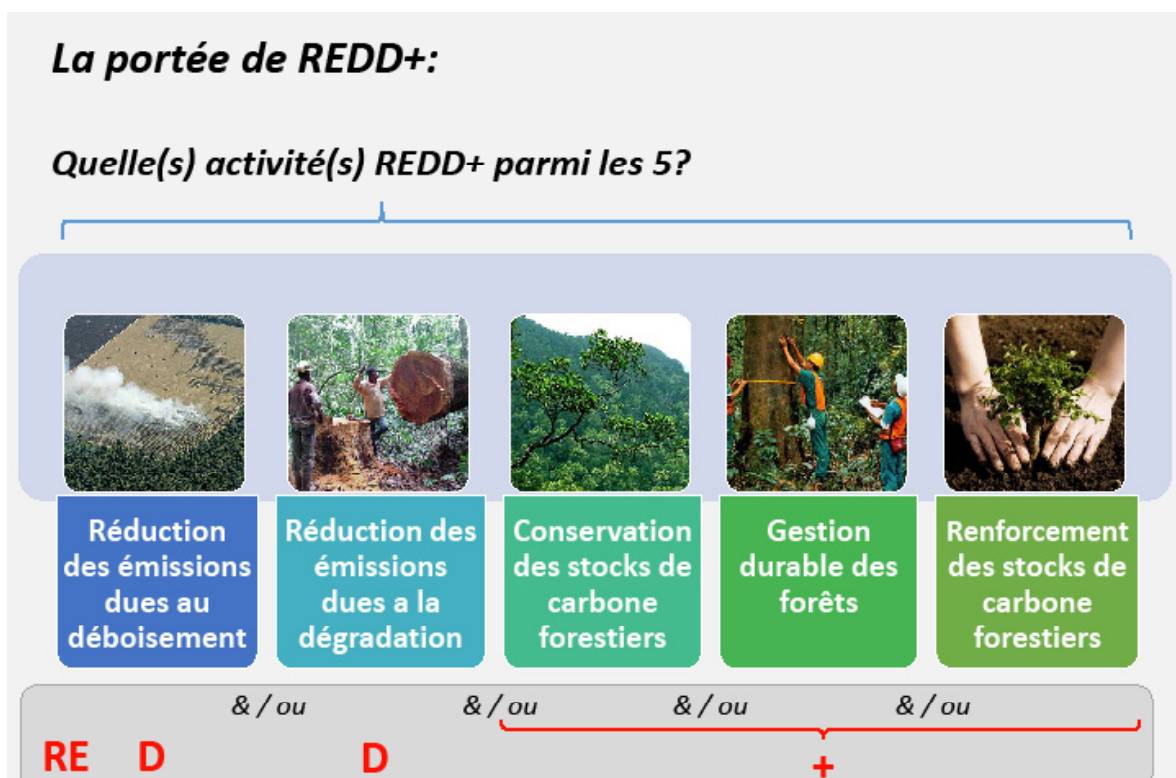 La portée de REDD+:
Quelle(s) activité(s) REDD+ parmi les 5?
Réduction
des émissions
dues au
déboisement
Réduction des
émissions
dues a la
dégradation
Conservation
des stocks de
carbone
forestiers
Gestion
durable des
forêts
Renforcement
des stocks de
carbone
forestiers
& / ou & / ou & / ou & / ou
RE D D +